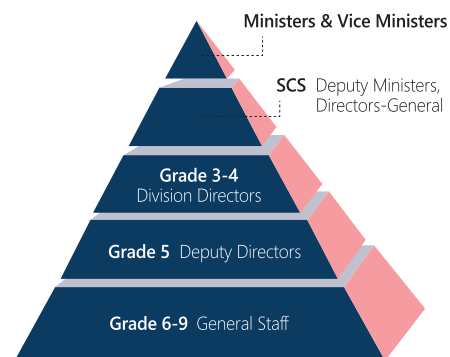 Ministers & Vice Ministers
SCS Deputy Ministers,
Directors-General
Grade 3-4
Division Directors
Grade 5 Deputy Directors
Grade 6-9 General Staff